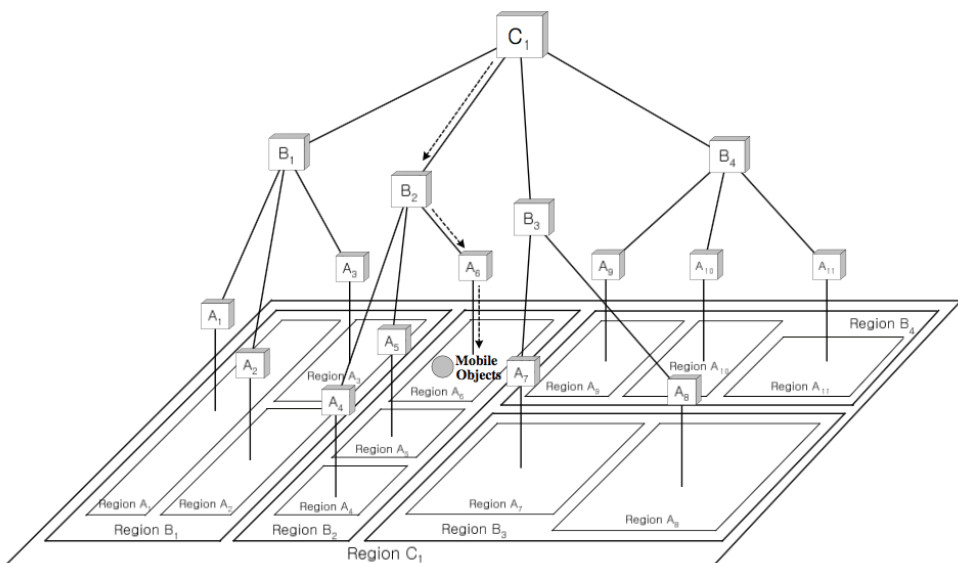 C₁
B₁
B₂
B₃
B₄
A₃
A₆
A₉
A₁₀
A₁₁
A₁
A₂
A₅
A₄
A₇
A₈
Mobile
Objects
Region B₄
Region A₃
Region A₆
Region A₉
Region A₁₀
Region A₁₁
Region A₅
Region A₁
Region A₂
Region A₄
Region A₇
Region A₈
Region B₁
Region B₂
Region B₃
Region C₁